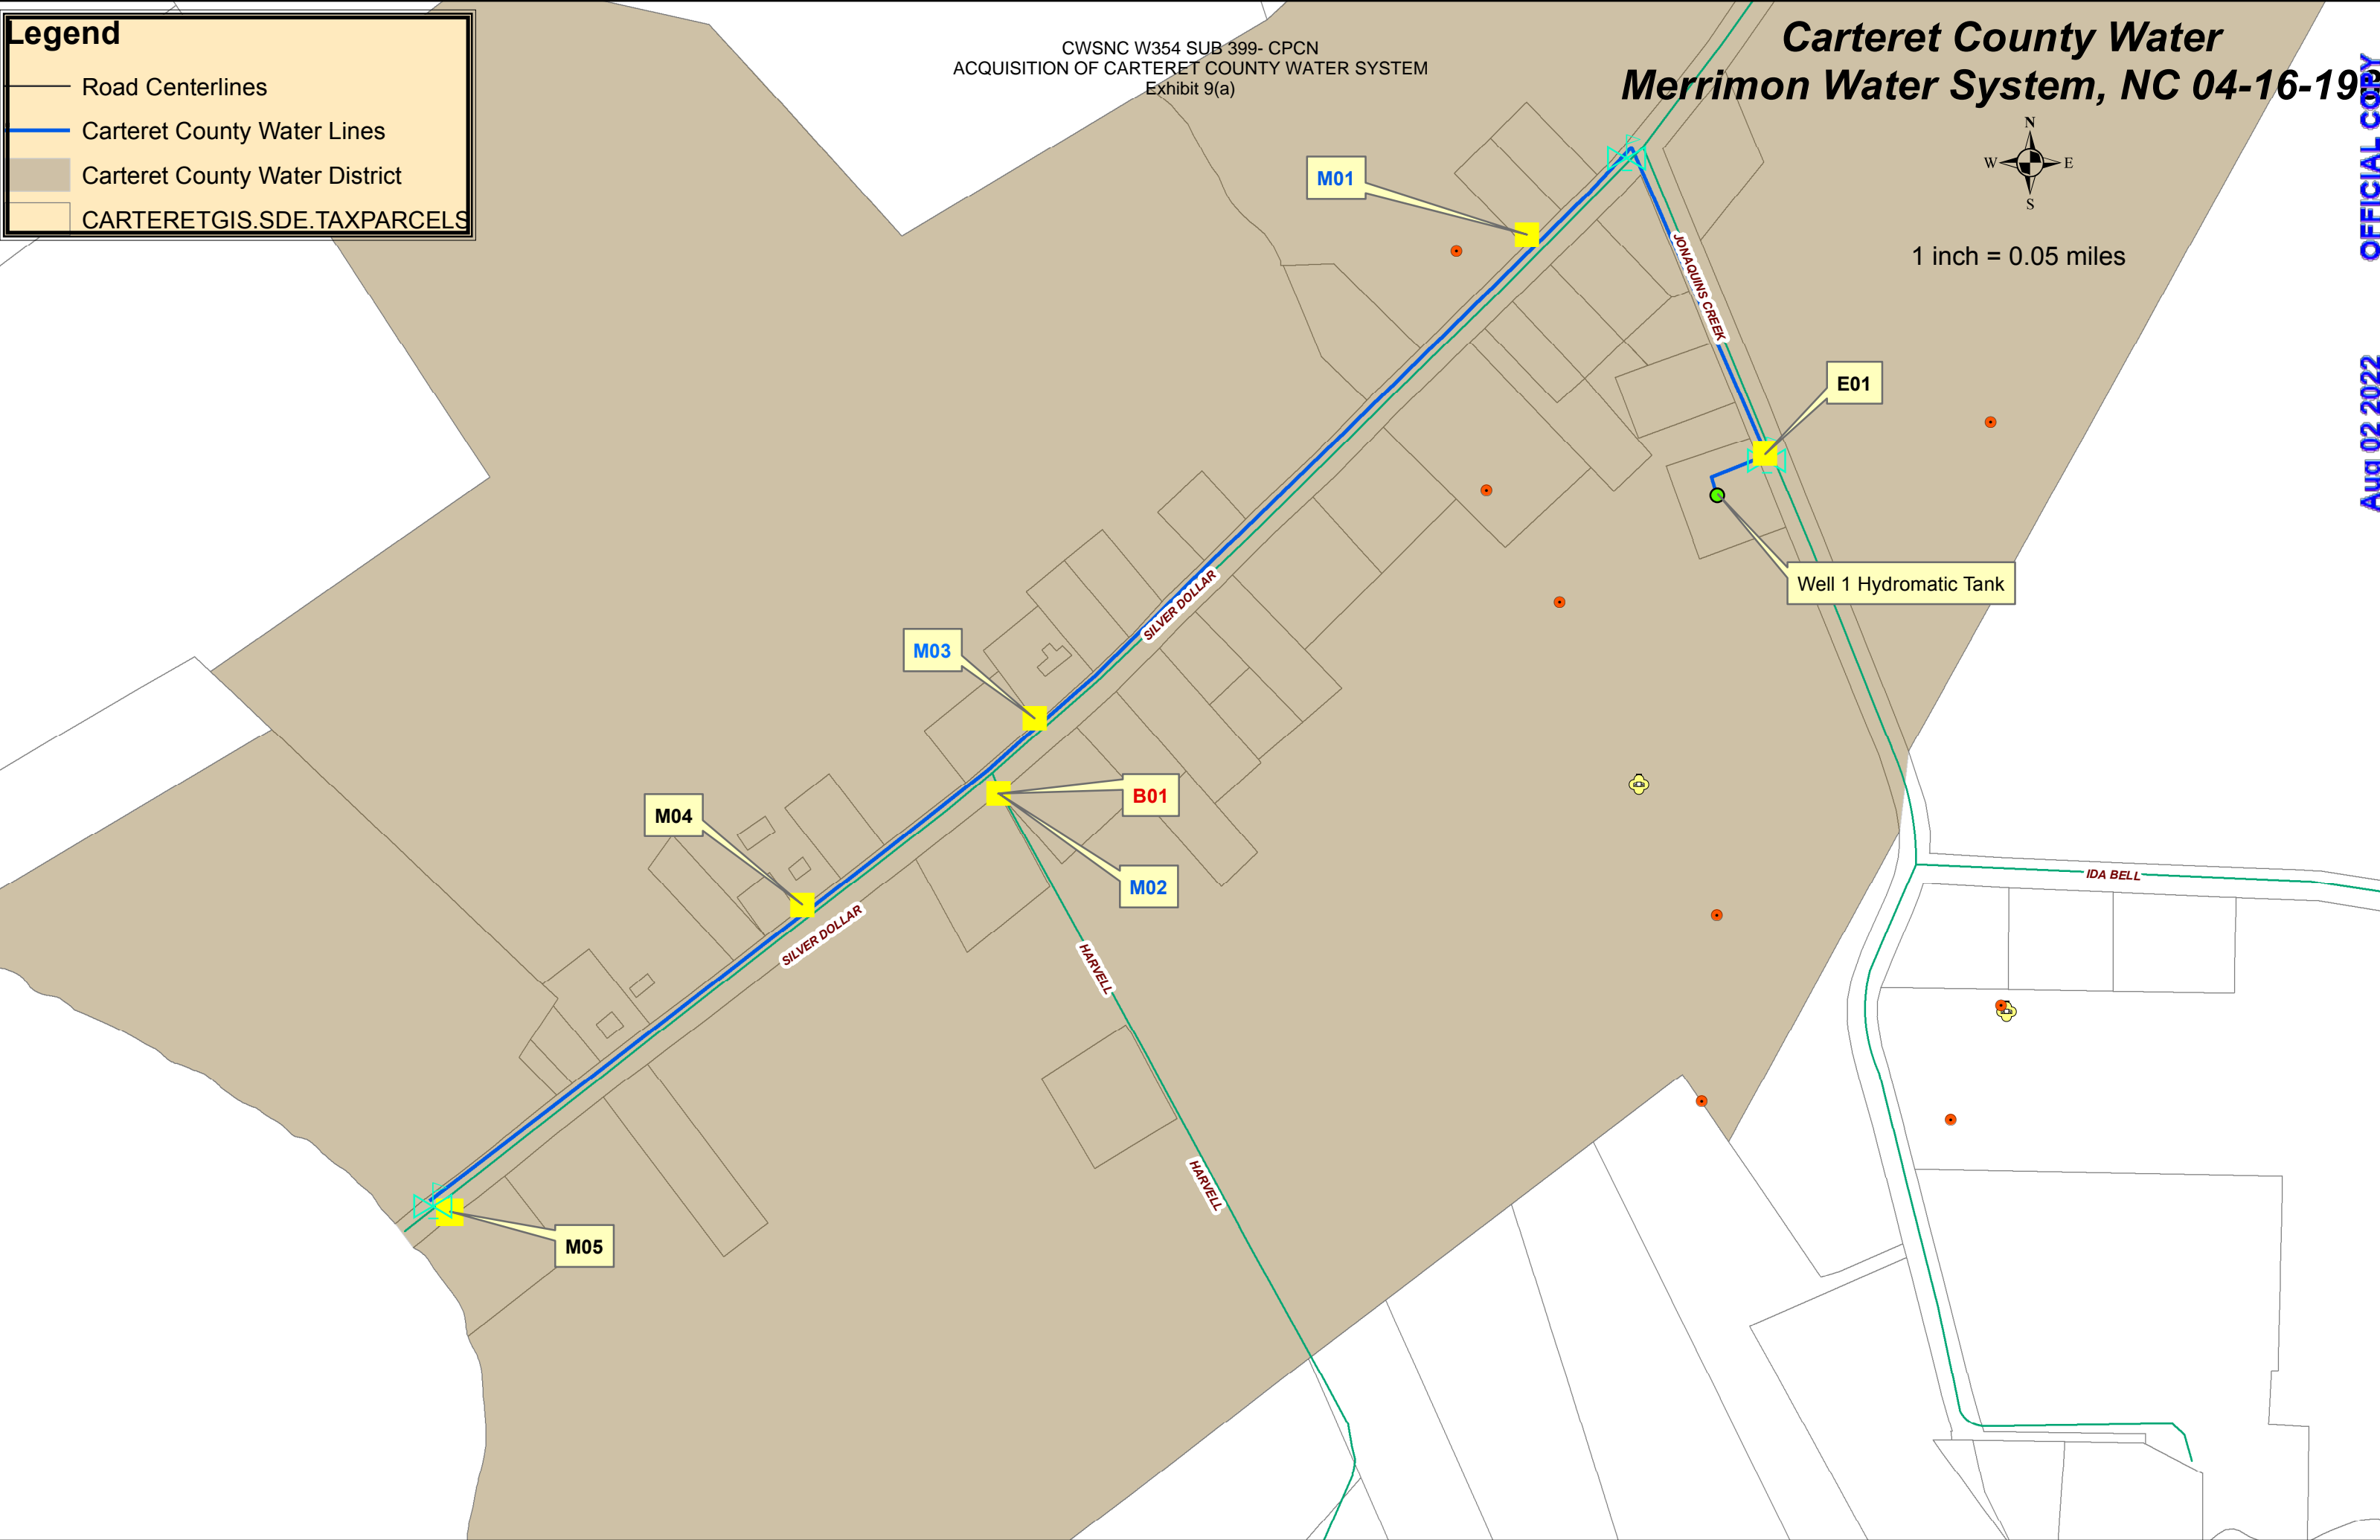 Legend
Road Centerlines
Carteret County Water Lines
Carteret County Water District
CARTERETGIS.SDE.TAXPARCELS
CWSNC W354 SUB 399- CPCN
ACQUISITION OF CARTERET COUNTY WATER SYSTEM
Exhibit 9(a)
Carteret County Water
Merrimon Water System, NC 04-16-19
N
W E
S
1 inch = 0.05 miles
OFFICIAL COPY
Aug 02 2022
M01
JONAQUINS CREEK
E01
Well 1 Hydromatic Tank
SILVER DOLLAR
M03
B01
M04
M02
IDA BELL
SILVER DOLLAR
HARVELL
HARVELL
M05